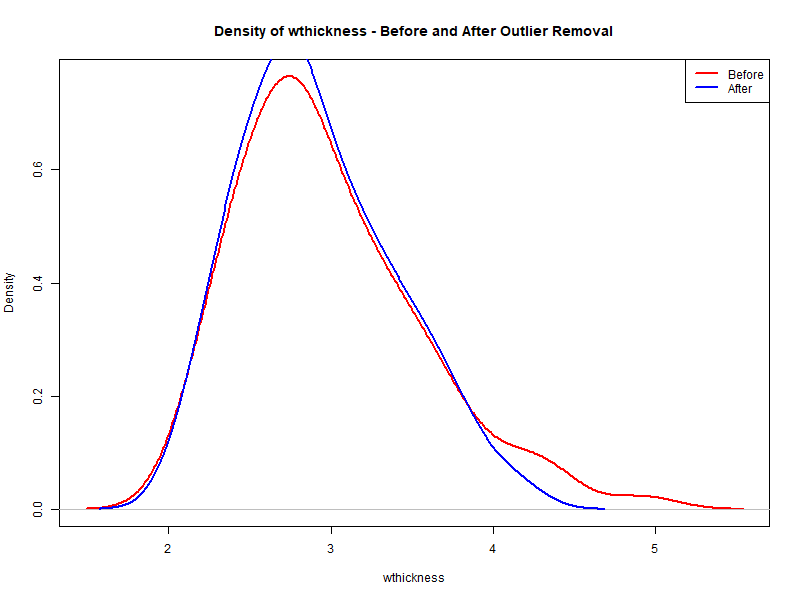 Density of wthickness - Before and After Outlier Removal
Before
After
Density
0.6
0.4
0.2
0.0
2 3 4 5
wthickness